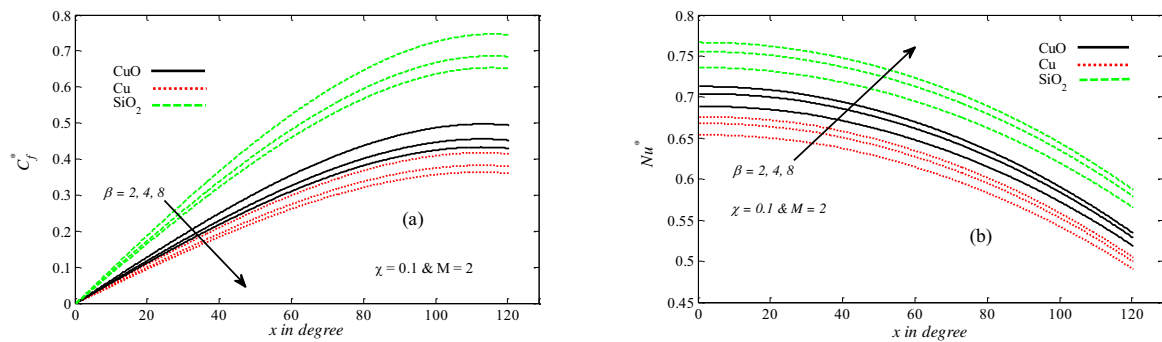 0.8
0.7
0.6
0.5
0.4
0.3
0.2
0.1
0
C_f^*
CuO
Cu
SiO₂
β = 2, 4, 8
(a)
χ = 0.1 & M = 2
0 20 40 60 80 100 120
x in degree
0.8
0.75
0.7
0.65
0.6
0.55
0.5
0.45
Nu^*
CuO
Cu
SiO₂
β = 2, 4, 8
χ = 0.1 & M = 2
(b)
0 20 40 60 80 100 120
x in degree